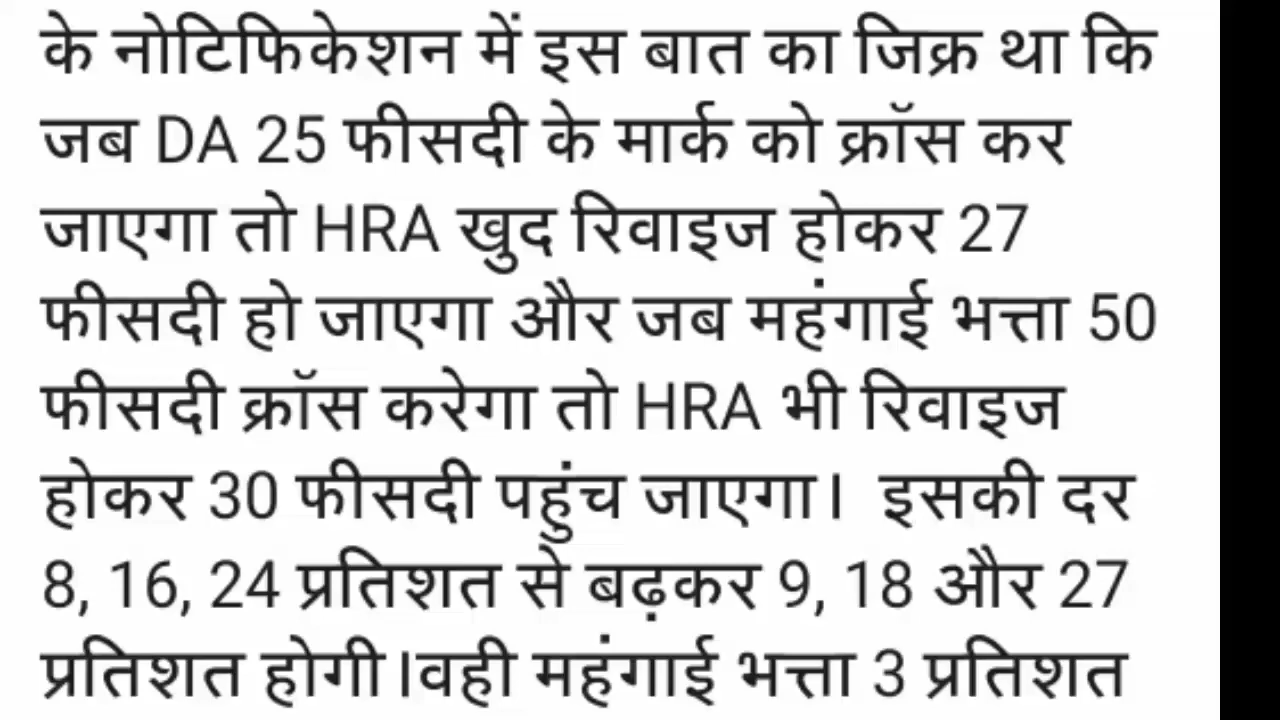 के नोटिफिकेशन में इस बात का जिक्र था कि
जब DA 25 फीसदी के मार्क को क्रॉस कर
जाएगा तो HRA खुद रिवाइज होकर 27
फीसदी हो जाएगा और जब महंगाई भत्ता 50
फीसदी क्रॉस करेगा तो HRA भी रिवाइज
होकर 30 फीसदी पहुंच जाएगा। इसकी दर
8, 16, 24 प्रतिशत से बढ़कर 9, 18 और 27
प्रतिशत होगी।वही महंगाई भत्ता 3 प्रतिशत